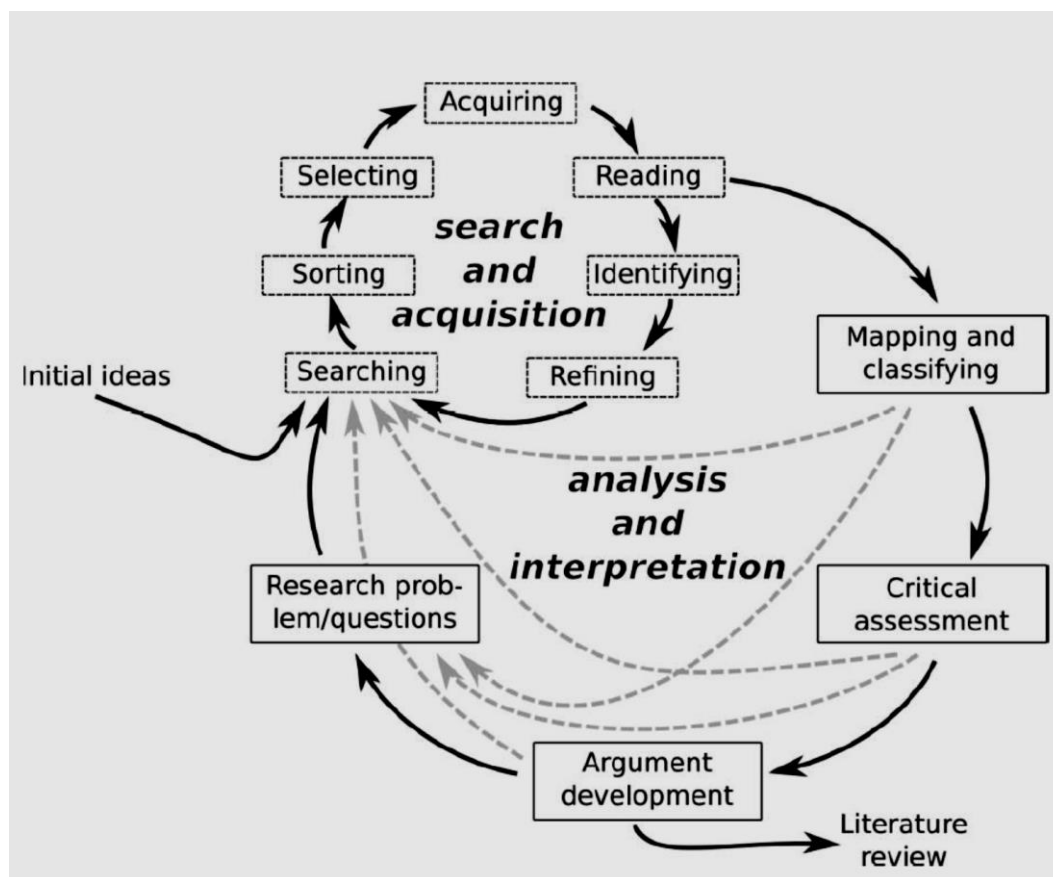 Acquiring
Selecting
Reading
search
and
acquisition
Sorting
Identifying
Searching
Refining
Initial ideas
Mapping and
classifying
analysis
and
interpretation
Research prob-
lem/questions
Critical
assessment
Argument
development
Literature
review